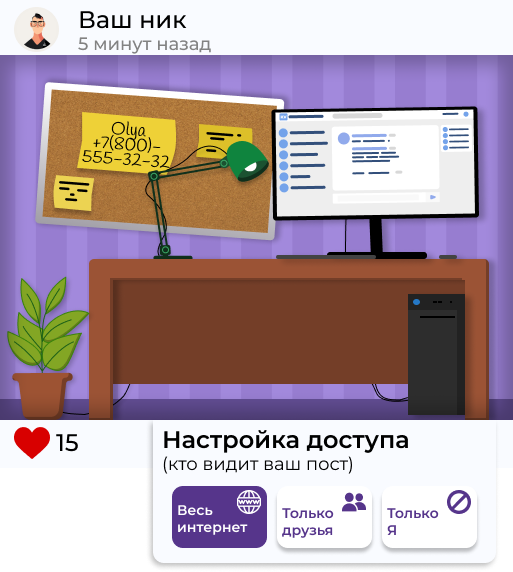 Ваш ник
5 минут назад
Olya
+7(800)-
555-32-32
15
Настройка доступа
(кто видит ваш пост)
Весь
интернет
www
Только
друзья
Только
Я